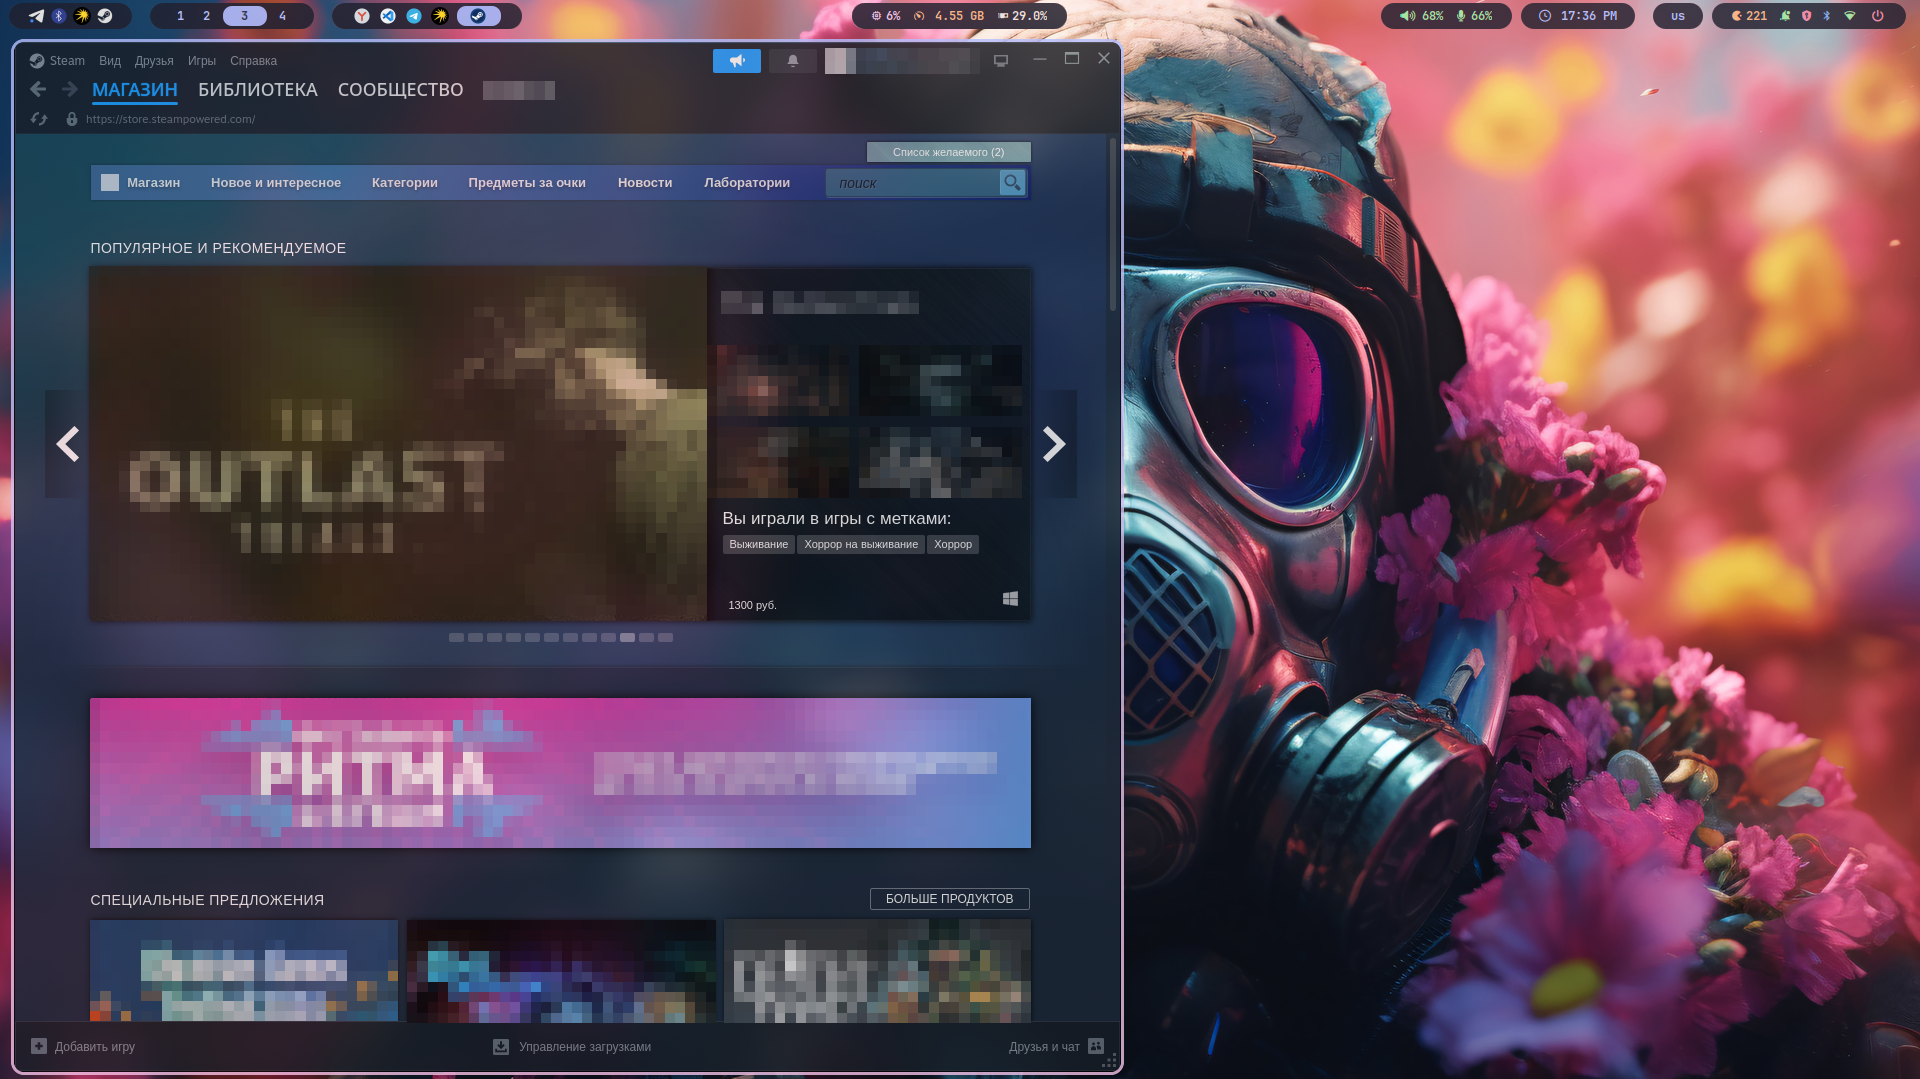 1 2 3 4
6% 4.55 GB 29.0%
68% 66% 17:36 PM us 221
Steam Вид Друзья Игры Справка
МАГАЗИН БИБЛИОТЕКА СООБЩЕСТВО
https://store.steampowered.com/
Список желаемого (2)
Магазин Новое и интересное Категории Предметы за очки Новости Лаборатории поиск
ПОПУЛЯРНОЕ И РЕКОМЕНДУЕМОЕ
OUTLAST
Вы играли в игры с метками:
Выживание Хоррор на выживание Хоррор
1300 руб.
РИТМА
СПЕЦИАЛЬНЫЕ ПРЕДЛОЖЕНИЯ БОЛЬШЕ ПРОДУКТОВ
Добавить игру Управление загрузками Друзья и чат